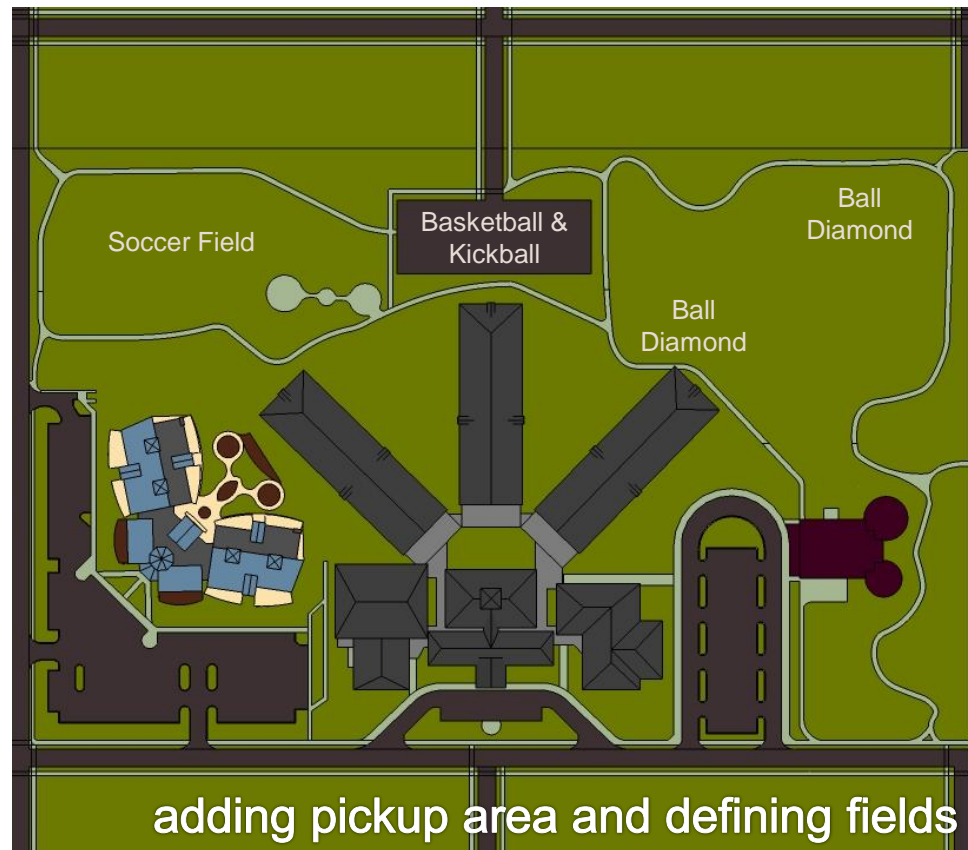 Ball
Diamond
Basketball &
Kickball
Soccer Field
Ball
Diamond
adding pickup area and defining fields